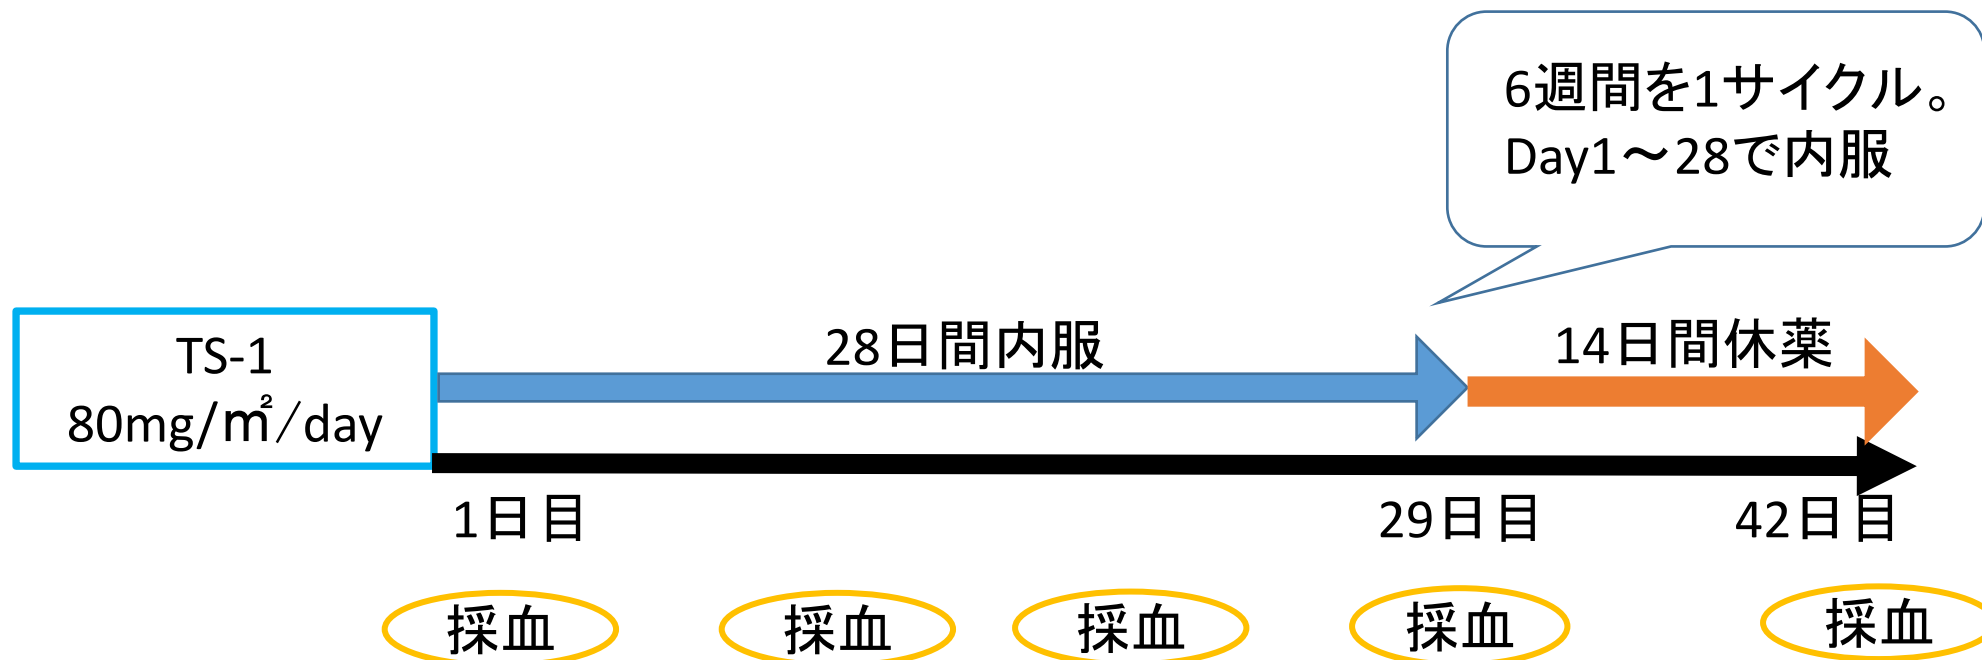 6週間を1サイクル。
Day1～28で内服
TS-1
80mg/㎡/day
28日間内服
14日間休薬
1日目
29日目
42日目
採血
採血
採血
採血
採血